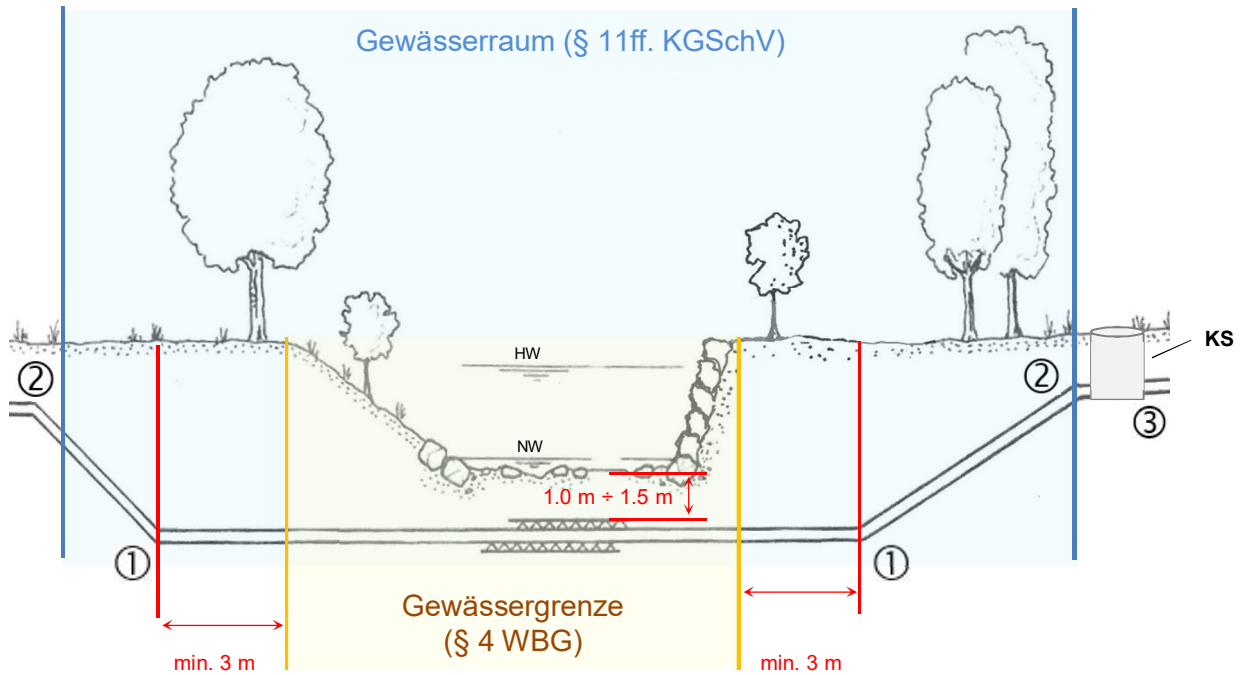 Gewässerraum (§ 11ff. KGSchV)
HW
KS
②
②
③
NW
1.0 m ÷ 1.5 m
①
①
Gewässergrenze
(§ 4 WBG)
min. 3 m
min. 3 m